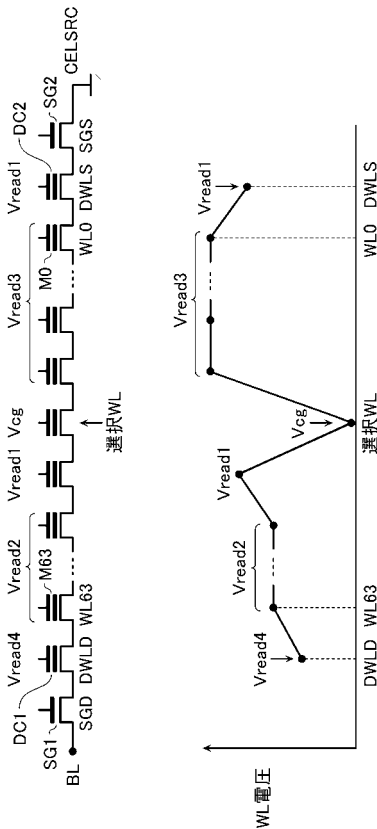 Vread4 Vread2 Vread1 Vcg Vread3 Vread1
DC1 DC2
SG1 M63 M0 SG2
BL CELSRC
SGD DWLD WL63 WL0 DWLS SGS
選択WL
WL電圧
Vread3
Vread1
Vread1
Vread2
Vread4
Vcg
DWLD WL63 選択WL WL0 DWLS